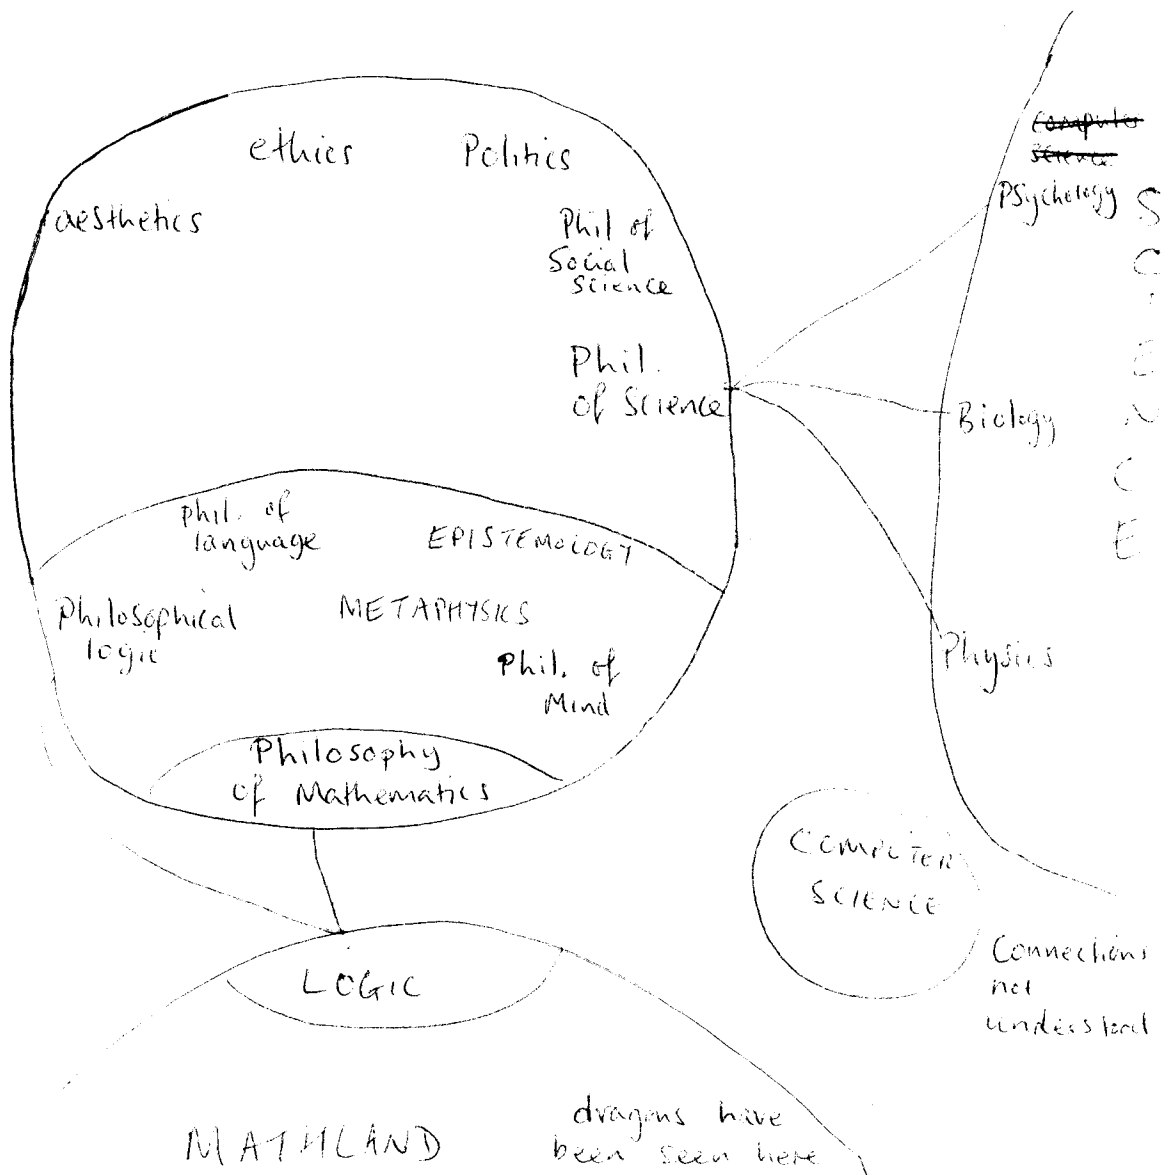 ethics
Politics
aesthetics
Phil of
Social
science
Phil.
of Science
phil. of
language
EPISTEMOLOGY
Philosophical
logic
METAPHYSICS
Phil. of
Mind
Philosophy
of Mathematics
computer
science
Psychology
SCIENCE
Biology
Physics
COMPUTER
SCIENCE
Connections
not
understood
LOGIC
MATHLAND
dragons have
been seen here